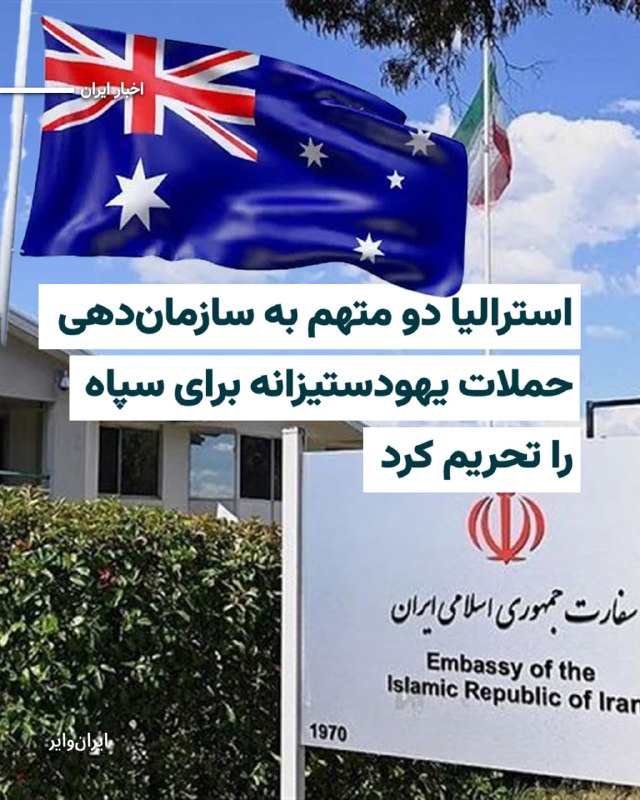 اخبار ایران
استرالیا دو متهم به سازمان‌دهی
حملات یهودستیزانه برای سپاه
را تحریم کرد
سفارت جمهوری اسلامی ایران
Embassy of the
Islamic Republic of Iran
1970
ایران‌وایر